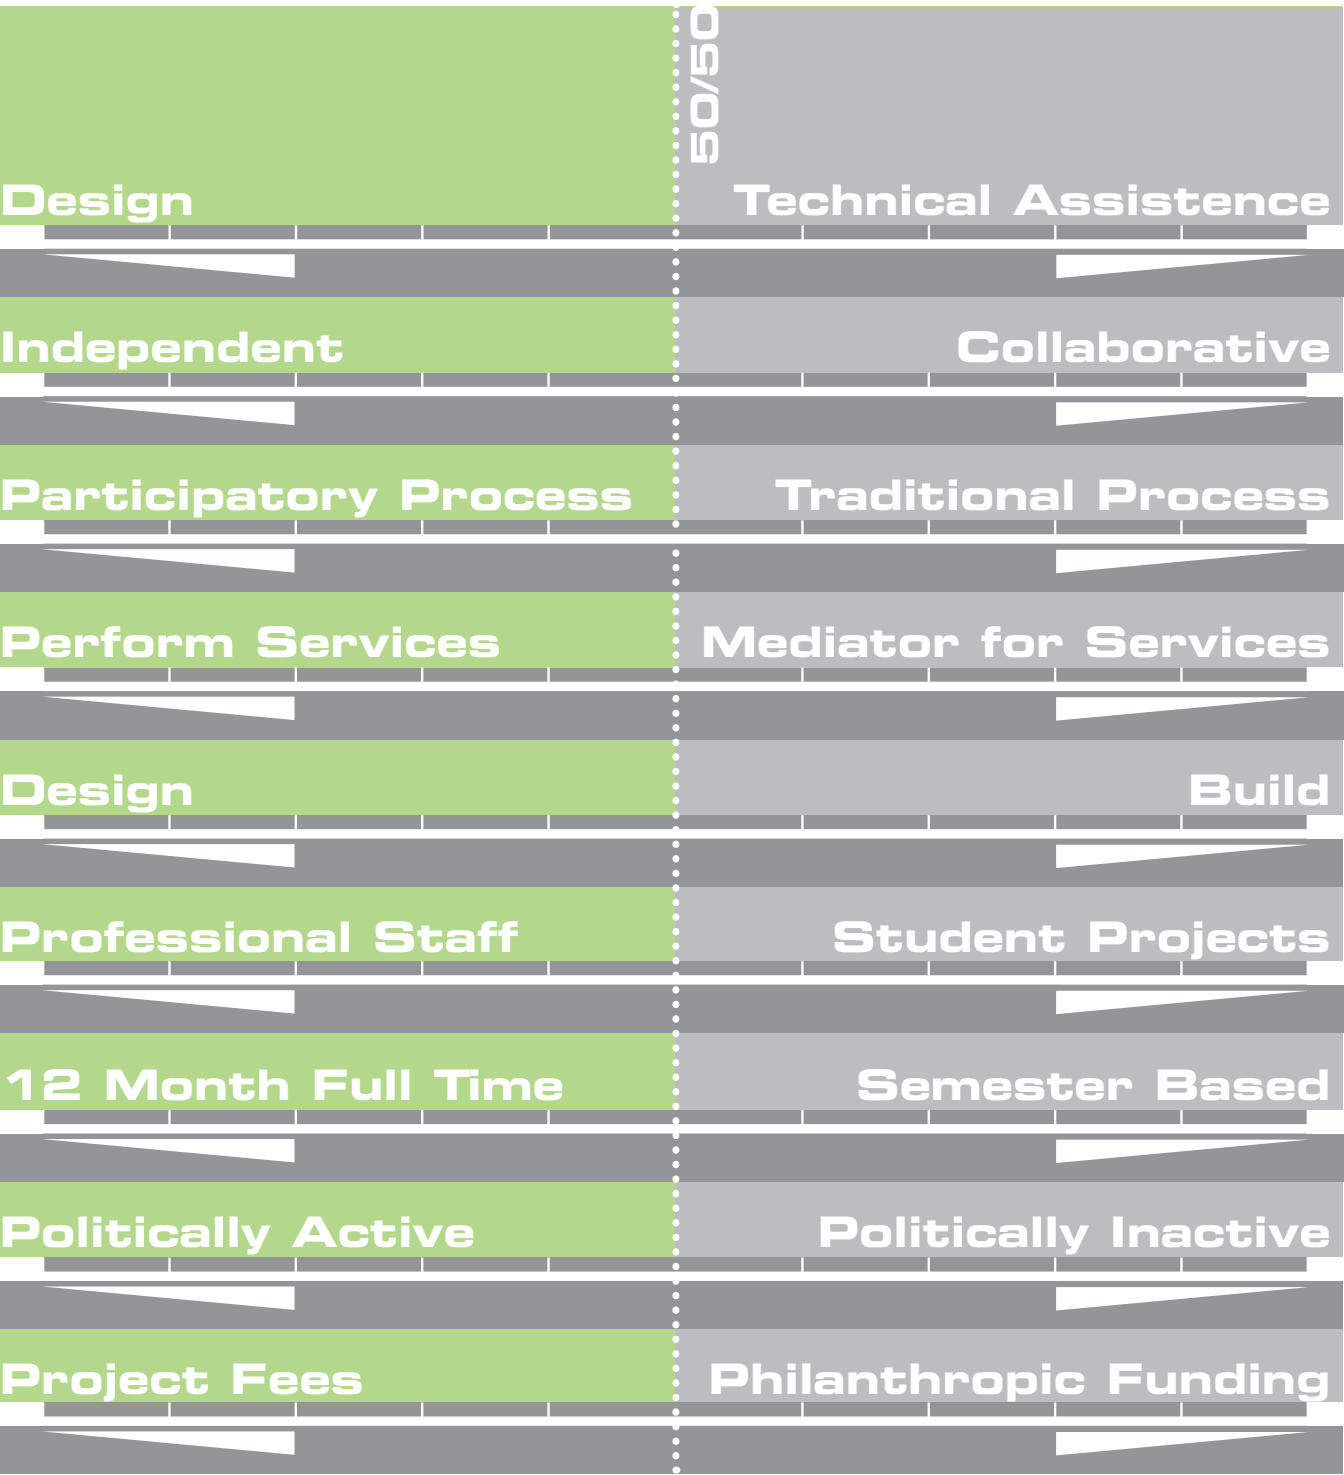 50/50
Design Technical Assistence
Independent Collaborative
Participatory Process Traditional Process
Perform Services Mediator for Services
Design Build
Professional Staff Student Projects
12 Month Full Time Semester Based
Politically Active Politically Inactive
Project Fees Philanthropic Funding